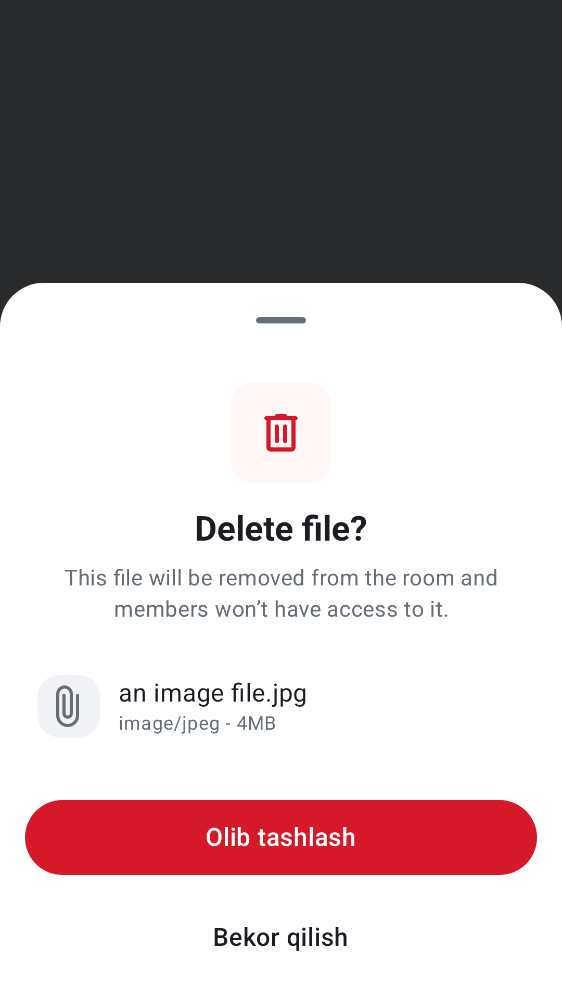 Delete file?
This file will be removed from the room and
members won’t have access to it.
an image file.jpg
image/jpeg - 4MB
Olib tashlash
Bekor qilish